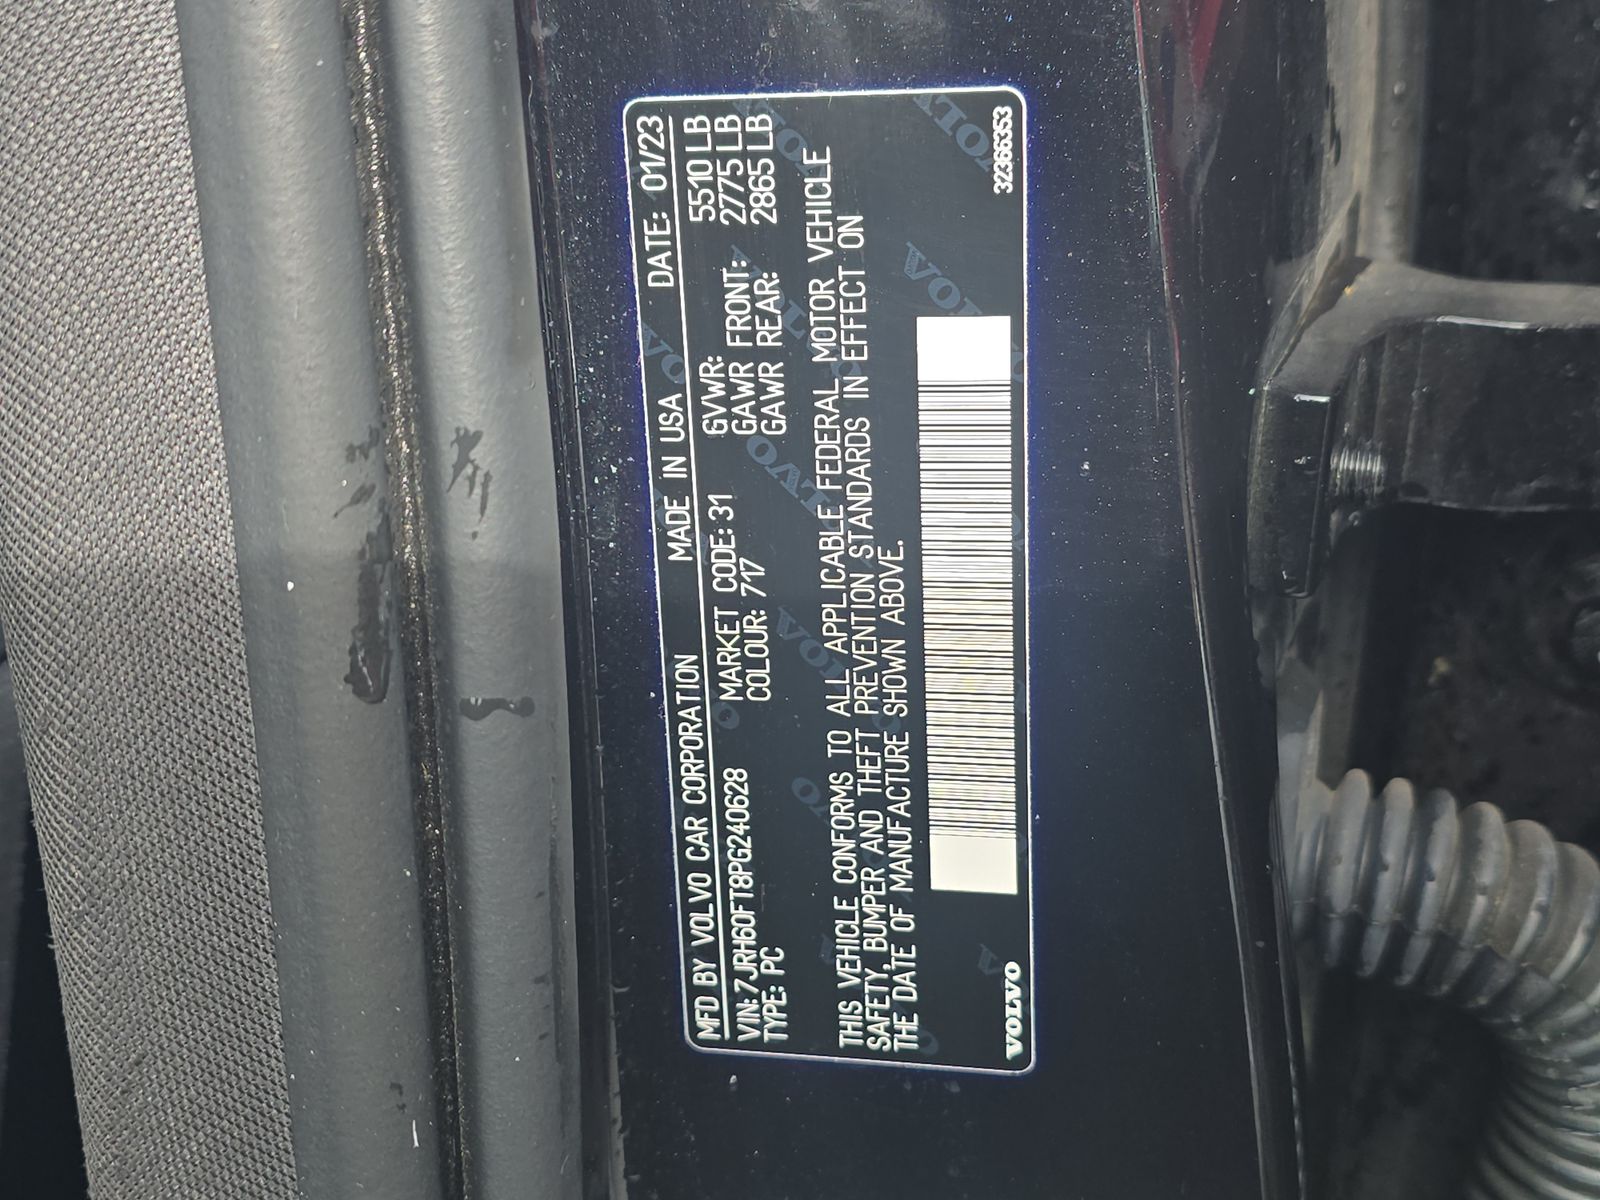 MFD BY VOLVO CAR CORPORATION MADE IN USA DATE: 01/23
VIN: 7JRH60FT8PG240628 MARKET CODE: 31 GVWR: 5510 LB
TYPE: PC COLOUR: 717 GAWR FRONT: 2775 LB
GAWR REAR: 2865 LB
THIS VEHICLE CONFORMS TO ALL APPLICABLE FEDERAL MOTOR VEHICLE
SAFETY, BUMPER AND THEFT PREVENTION STANDARDS IN EFFECT ON
THE DATE OF MANUFACTURE SHOWN ABOVE.
VOLVO 32366353